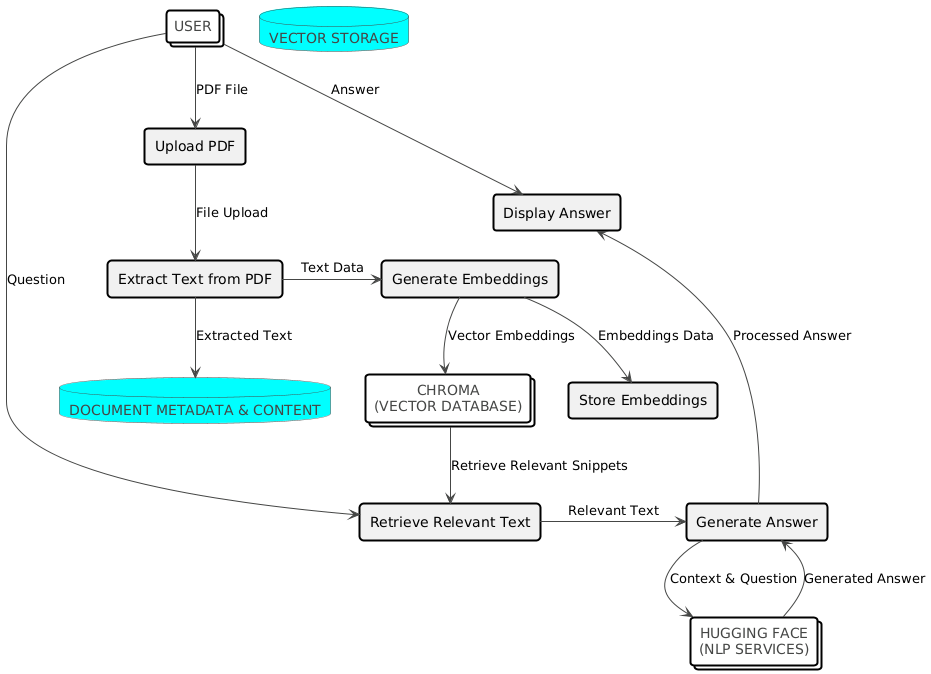 USER
VECTOR STORAGE
PDF File
Answer
Upload PDF
File Upload
Display Answer
Question
Extract Text from PDF
Text Data
Generate Embeddings
Extracted Text
Vector Embeddings
Embeddings Data
Processed Answer
DOCUMENT METADATA & CONTENT
CHROMA
(VECTOR DATABASE)
Store Embeddings
Retrieve Relevant Snippets
Retrieve Relevant Text
Relevant Text
Generate Answer
Context & Question
Generated Answer
HUGGING FACE
(NLP SERVICES)